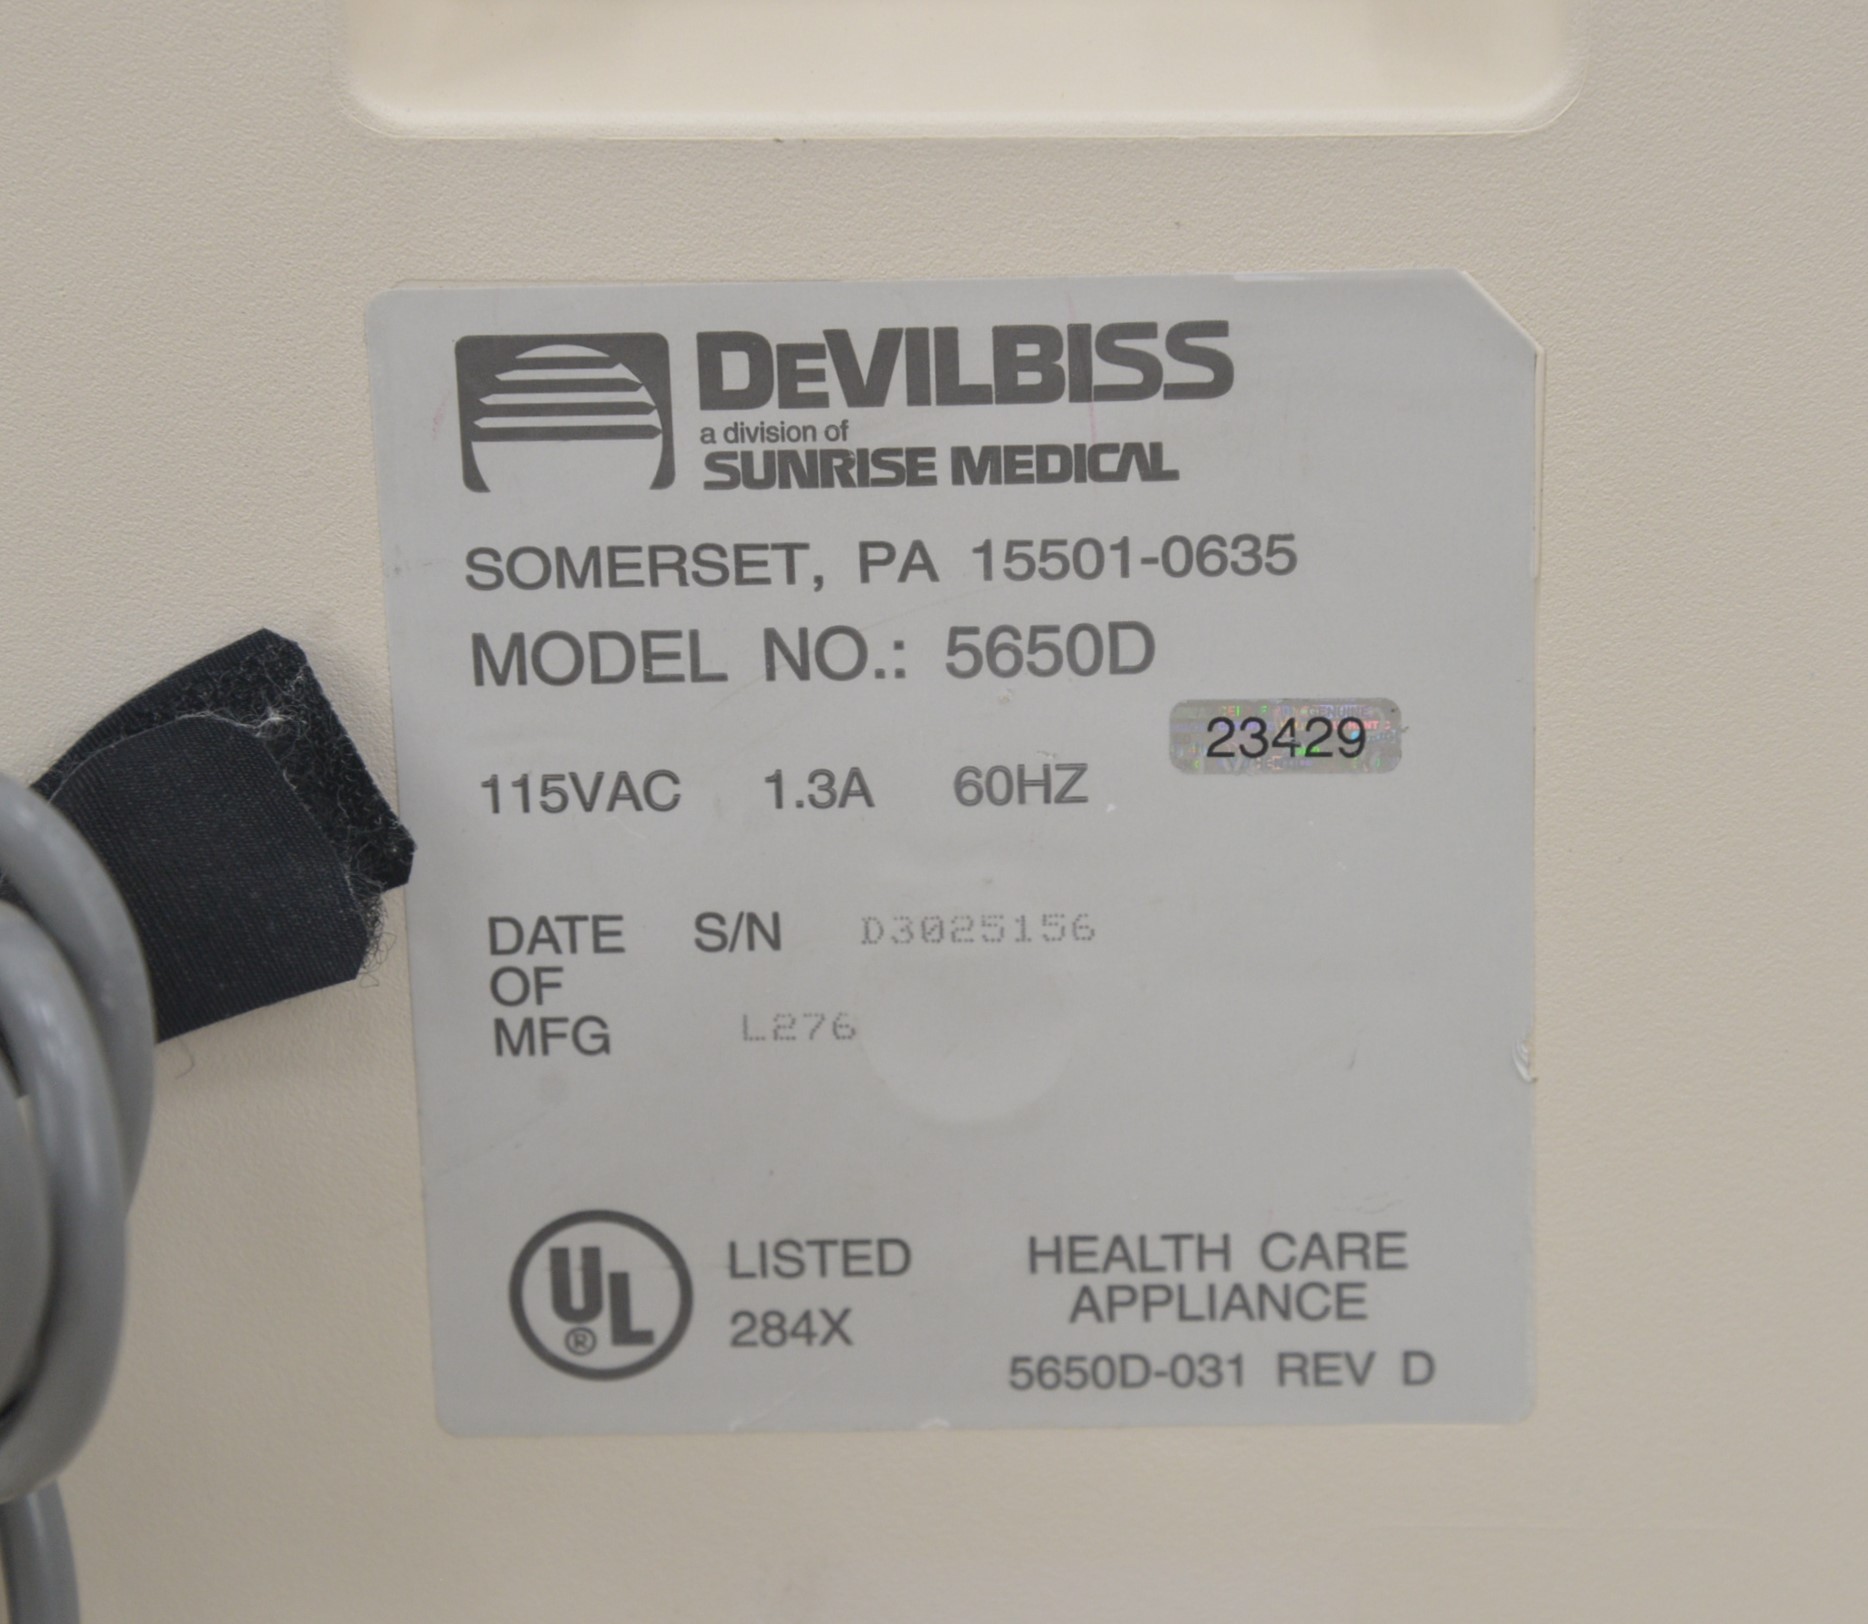 DeVILBISS
a division of
SUNRISE MEDICAL
SOMERSET, PA 15501-0635
MODEL NO.: 5650D
23429
115VAC 1.3A 60HZ
DATE S/N D3025156
OF
MFG L276
UL
®
LISTED
284X
HEALTH CARE
APPLIANCE
5650D-031 REV D